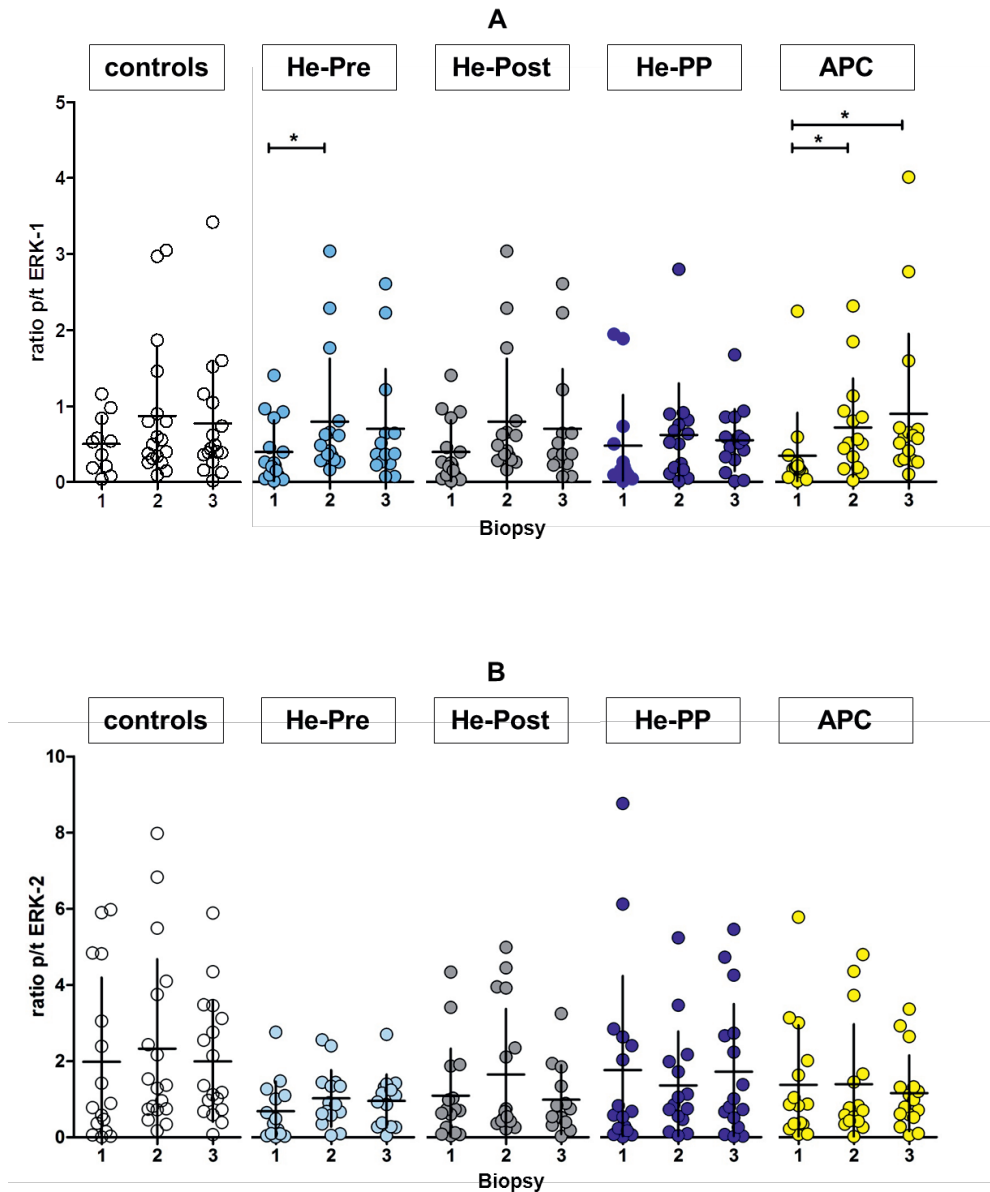 A
controls He-Pre He-Post He-PP APC
5
* *
*
4
ratio p/t ERK-1
3
2
1
0
1 2 3 1 2 3 1 2 3 1 2 3 1 2 3
Biopsy
B
controls He-Pre He-Post He-PP APC
10
8
ratio p/t ERK-2
6
4
2
0
1 2 3 1 2 3 1 2 3 1 2 3 1 2 3
Biopsy